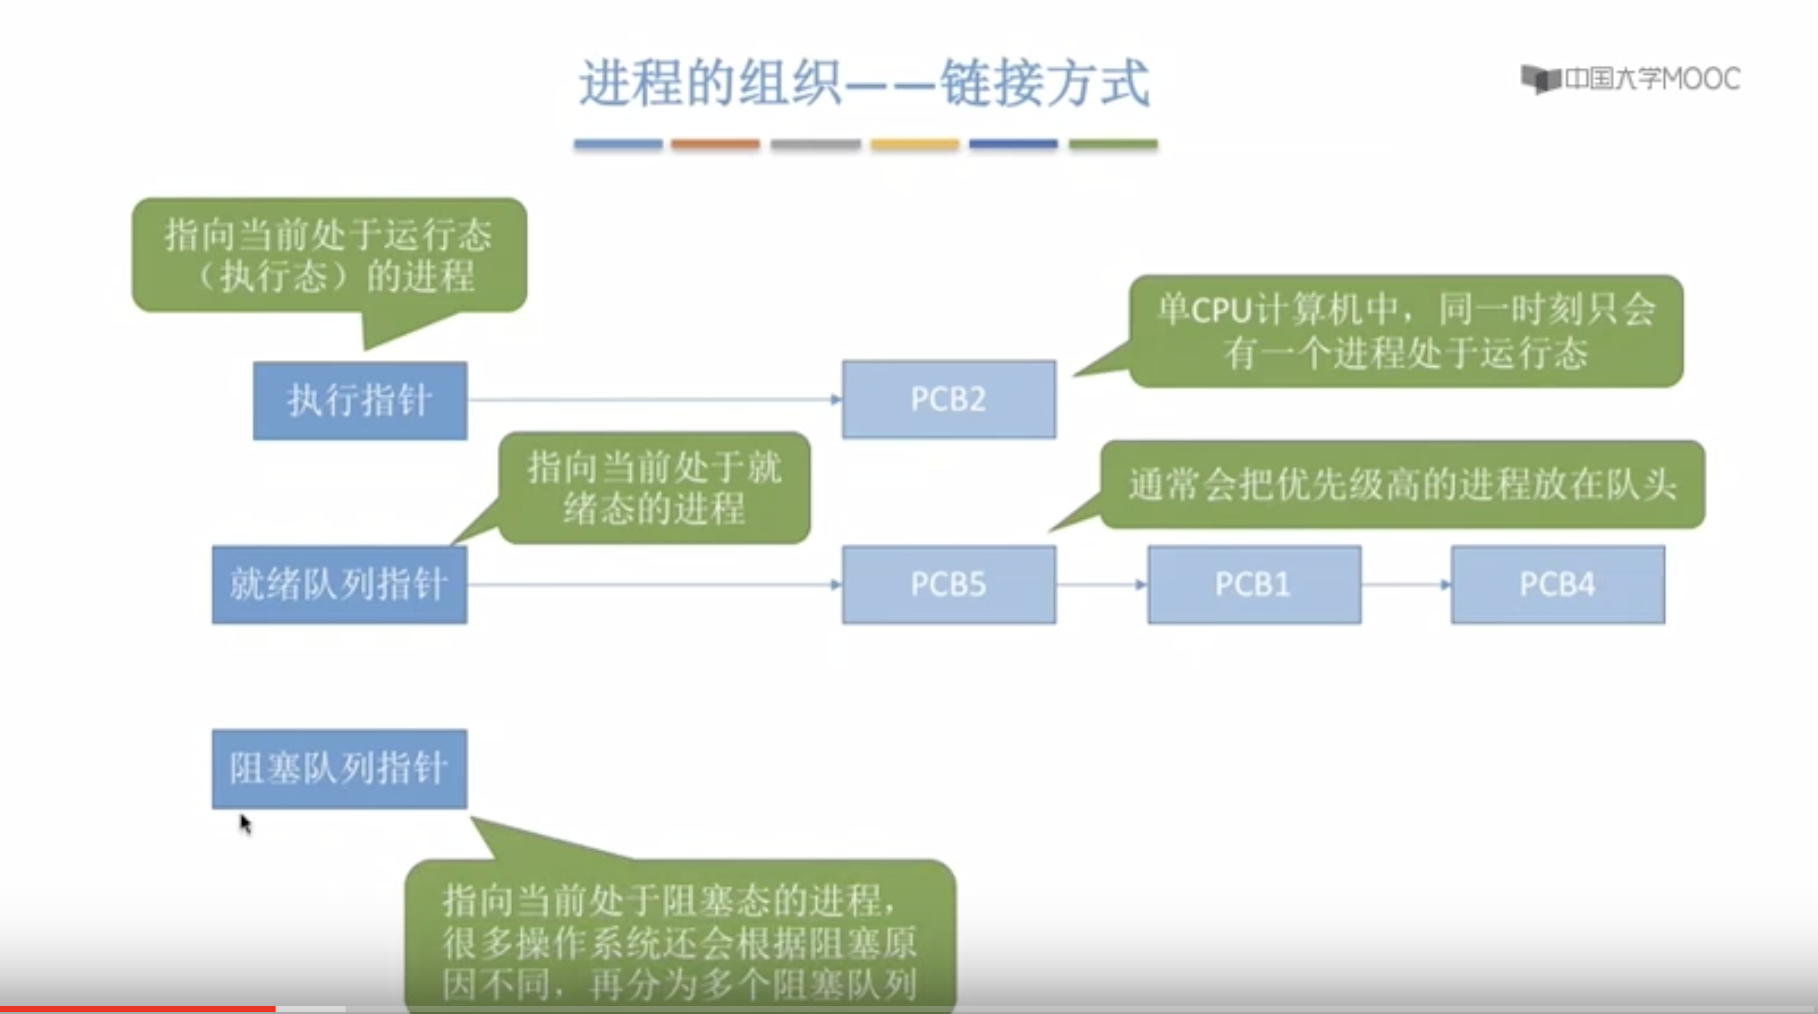 进程的组织——链接方式
中国大学MOOC
指向当前处于运行态
（执行态）的进程
单CPU计算机中，同一时刻只会
有一个进程处于运行态
执行指针
PCB2
指向当前处于就
绪态的进程
通常会把优先级高的进程放在队头
就绪队列指针
PCB5
PCB1
PCB4
阻塞队列指针
指向当前处于阻塞态的进程，
很多操作系统还会根据阻塞原
因不同，再分为多个阻塞队列